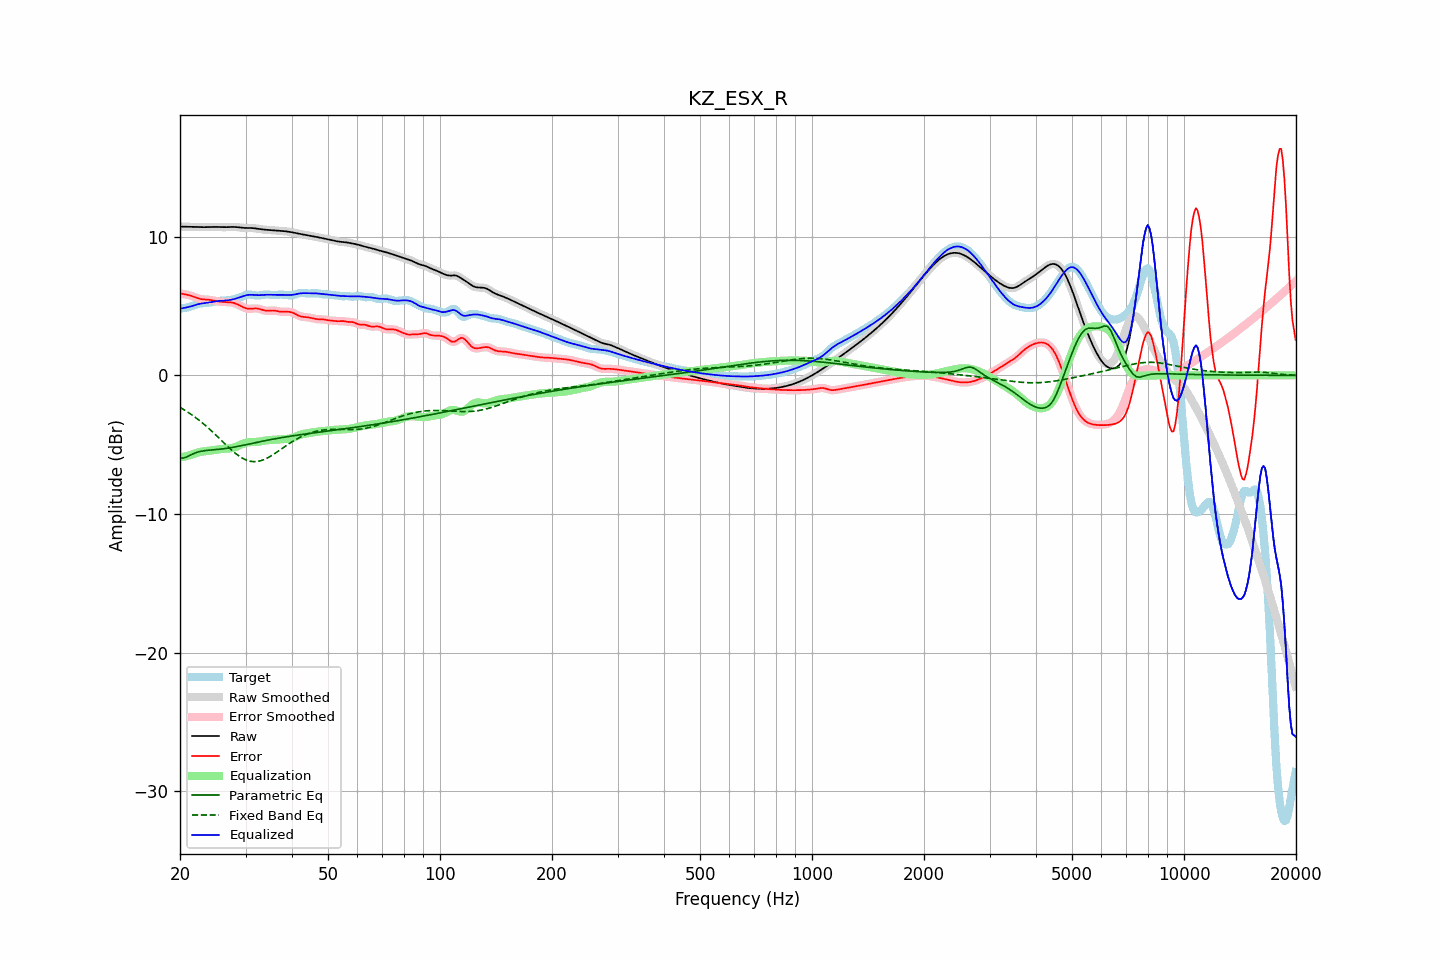 KZ_ESX_R
Amplitude (dBr)
10
0
−10
−20
−30
Target
Raw Smoothed
Error Smoothed
Raw
Error
Equalization
Parametric Eq
Fixed Band Eq
Equalized
20 50 100 200 500 1000 2000 5000 10000 20000
Frequency (Hz)